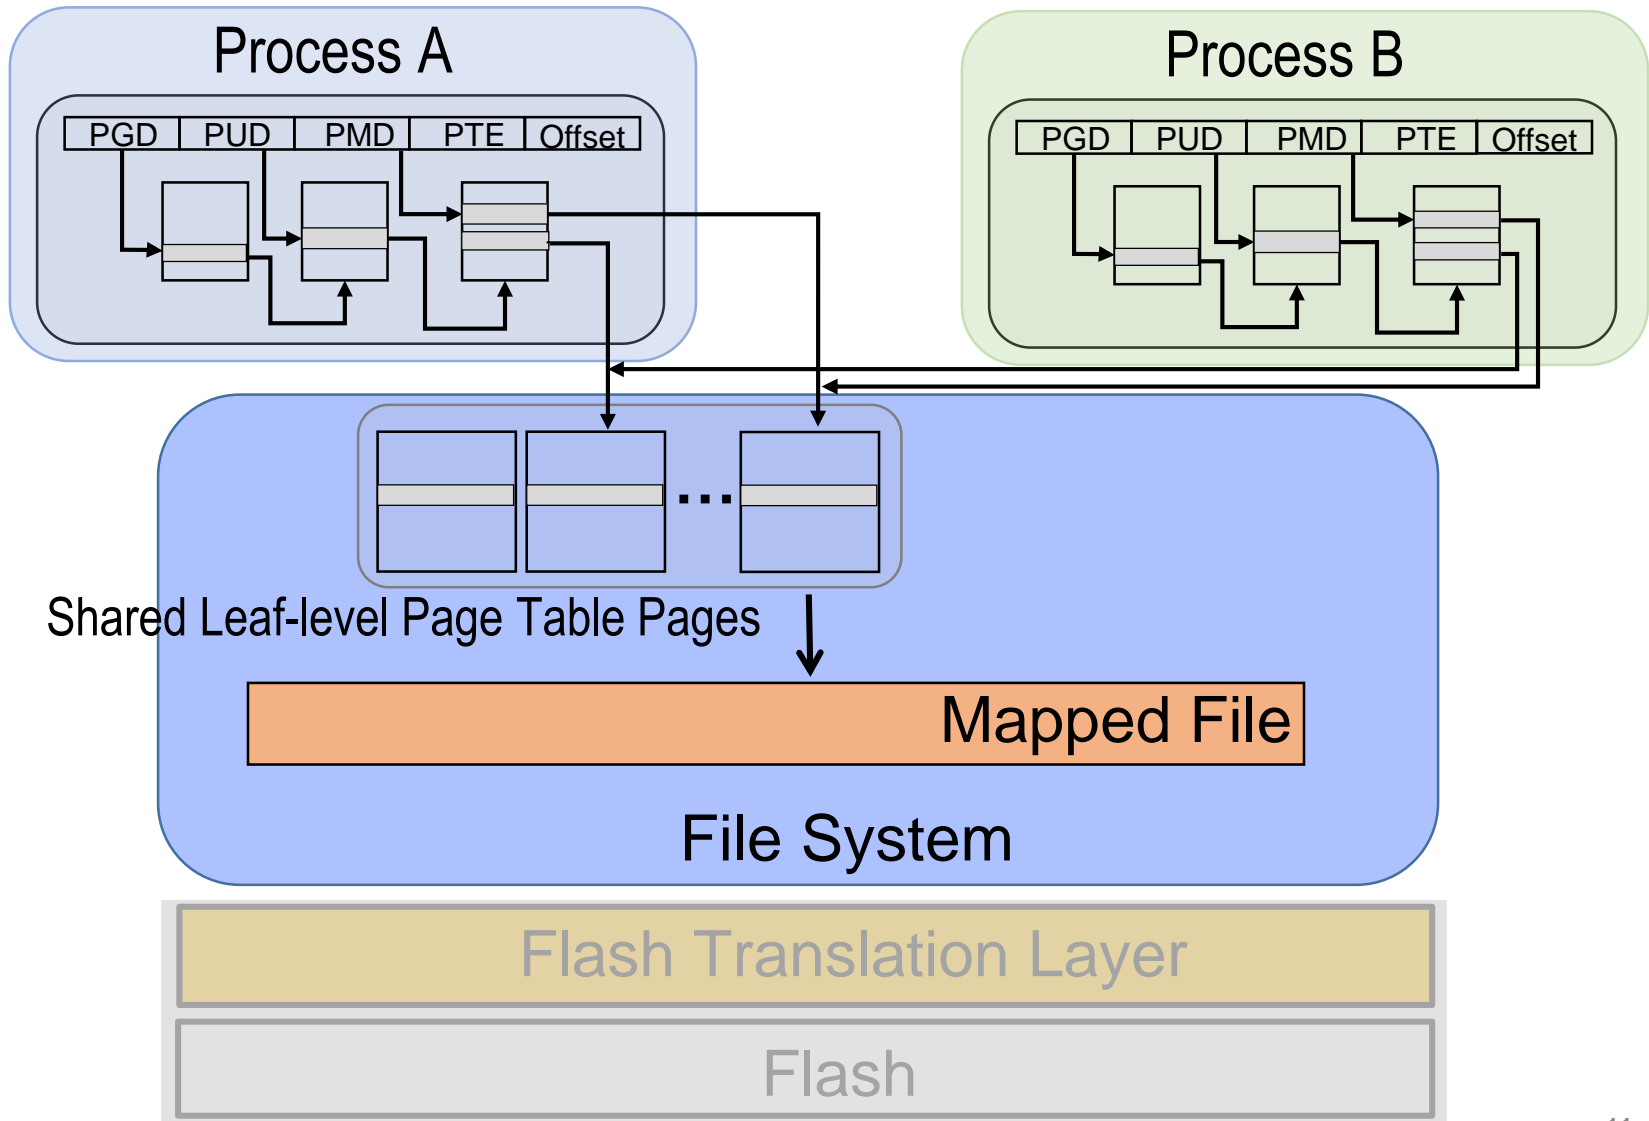 Process A
Process B
PGD PUD PMD PTE Offset
PGD PUD PMD PTE Offset
...
Shared Leaf-level Page Table Pages
Mapped File
File System
Flash Translation Layer
Flash